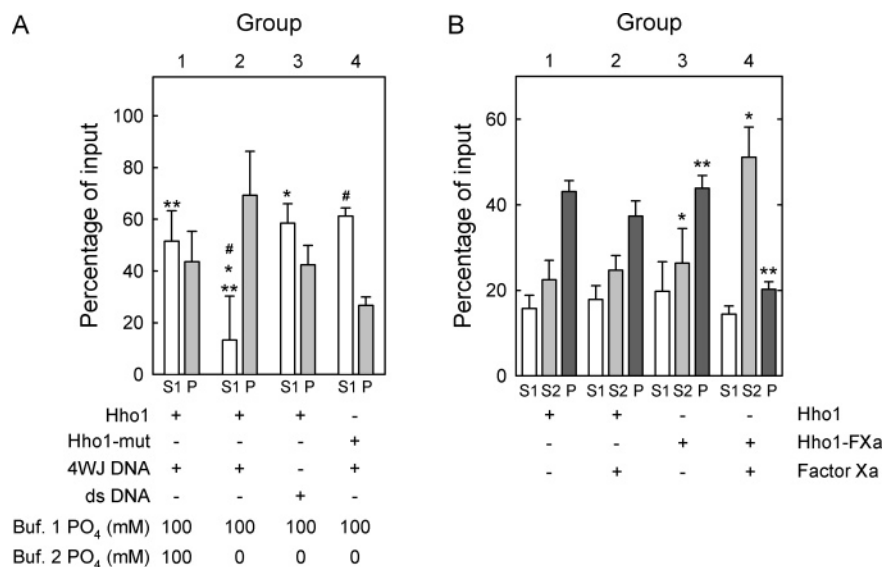 A
Group
1 2 3 4
Percentage of input
100
80
60
40
20
0
**
#
*
**
*
#
S1 P S1 P S1 P S1 P
Hho1 + + + -
Hho1-mut - - - +
4WJ DNA + + - +
ds DNA - - + -
Buf. 1 PO4 (mM) 100 100 100 100
Buf. 2 PO4 (mM) 100 0 0 0
B
Group
1 2 3 4
Percentage of input
60
40
20
0
*
**
*
**
S1 S2 P S1 S2 P S1 S2 P S1 S2 P
+ + - - Hho1
- - + + Hho1-FXa
- + - + Factor Xa